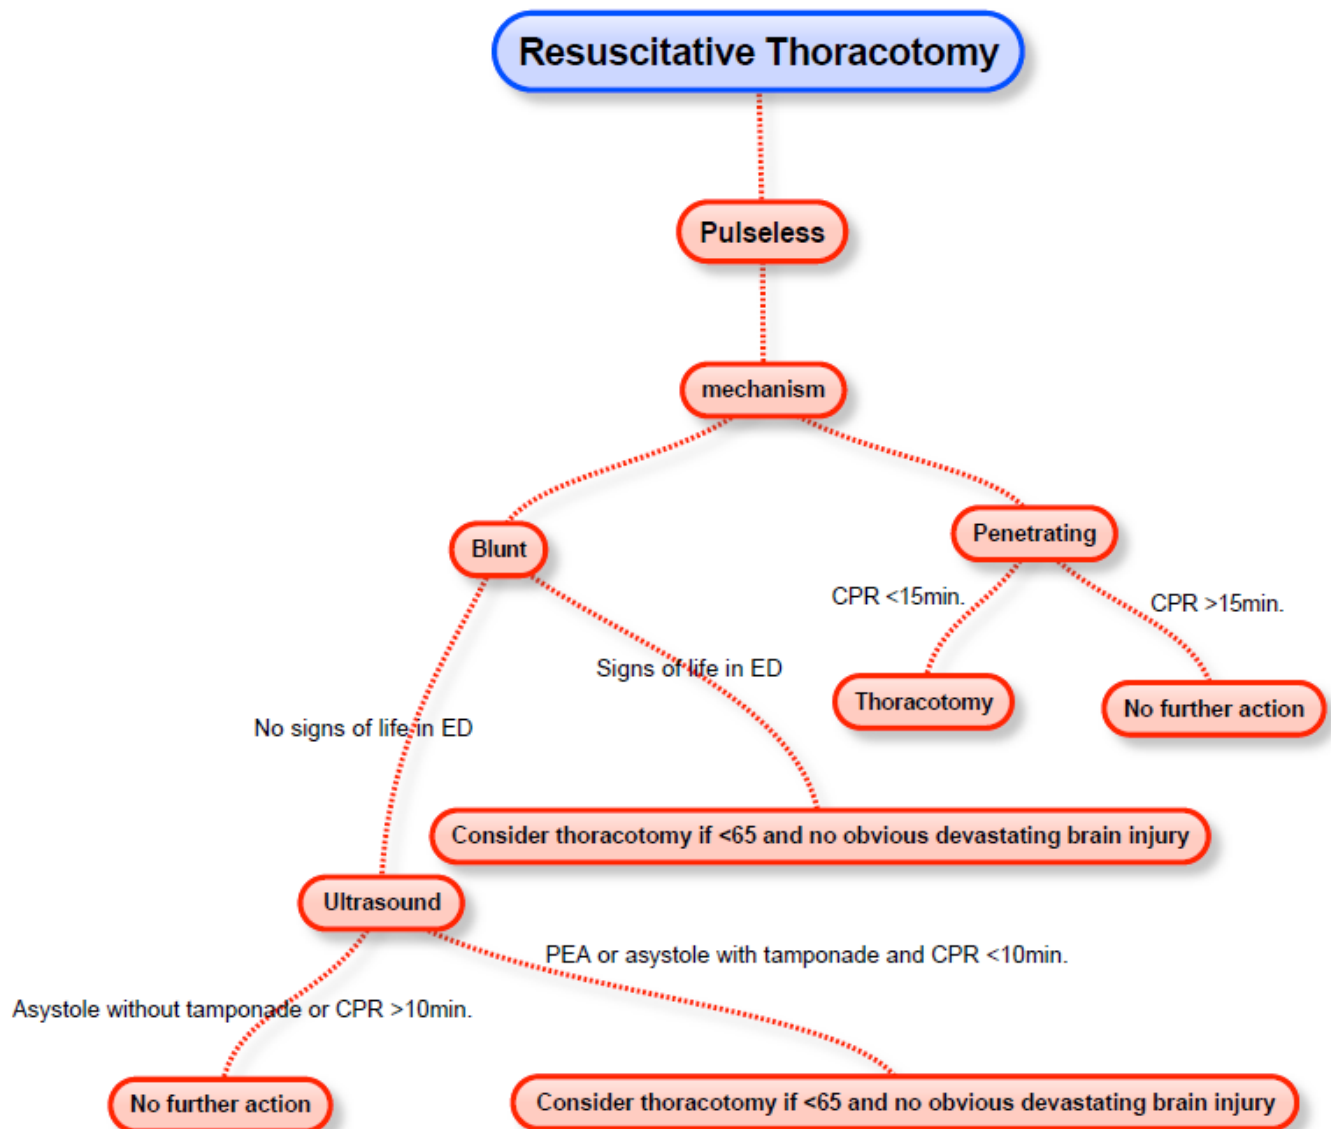 Resuscitative Thoracotomy
Pulseless
mechanism
Blunt
Penetrating
CPR <15min.
CPR >15min.
Signs of life in ED
Thoracotomy
No further action
No signs of life in ED
Consider thoracotomy if <65 and no obvious devastating brain injury
Ultrasound
PEA or asystole with tamponade and CPR <10min.
Asystole without tamponade or CPR >10min.
No further action
Consider thoracotomy if <65 and no obvious devastating brain injury